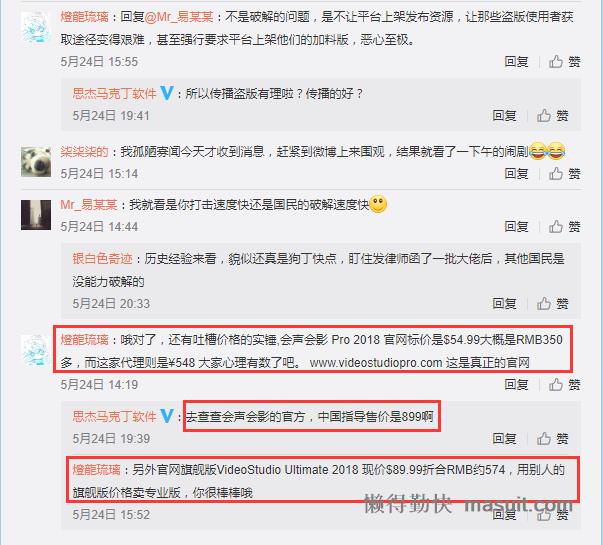 燈龍琉璃：回复@Mr_易某某：不是破解的问题，是不让平台上架发布资源，让那些盗版使用者获
取途径变得艰难，甚至强行要求平台上架他们的加料版，恶心至极。
5月24日 15:55 回复 赞
思杰马克丁软件 V：所以传播盗版有理啦？传播的好？
5月24日 19:41 回复 赞
柒柒柒的：我孤陋寡闻今天才收到消息，赶紧到微博上来围观，结果就看了一下午的闹剧😂😂
5月24日 15:14 回复 赞
Mr_易某某：我就看是你打击速度快还是国民的破解速度快🙂
5月24日 14:44 回复 赞
银白色奇迹：历史经验来看，貌似还真是狗丁快点，盯住发律师函了一批大佬后，其他国民是
没能力破解的
5月24日 20:33 回复 赞
燈龍琉璃：哦对了，还有吐槽价格的实锤,会声会影 Pro 2018 官网标价是$54.99大概是RMB350
多，而这家代理则是¥548 大家心理有数了吧。 www.videostudiopro.com 这是真正的官网
5月24日 14:19 回复 赞
思杰马克丁软件 V：去查查会声会影的官方，中国指导售价是899啊
5月24日 19:39 回复 赞
燈龍琉璃：另外官网旗舰版VideoStudio Ultimate 2018 现价$89.99折合RMB约574，用别人的
旗舰版价格卖专业版，你很棒棒哦
5月24日 15:52 回复 赞
懒得勤快 masuit.com